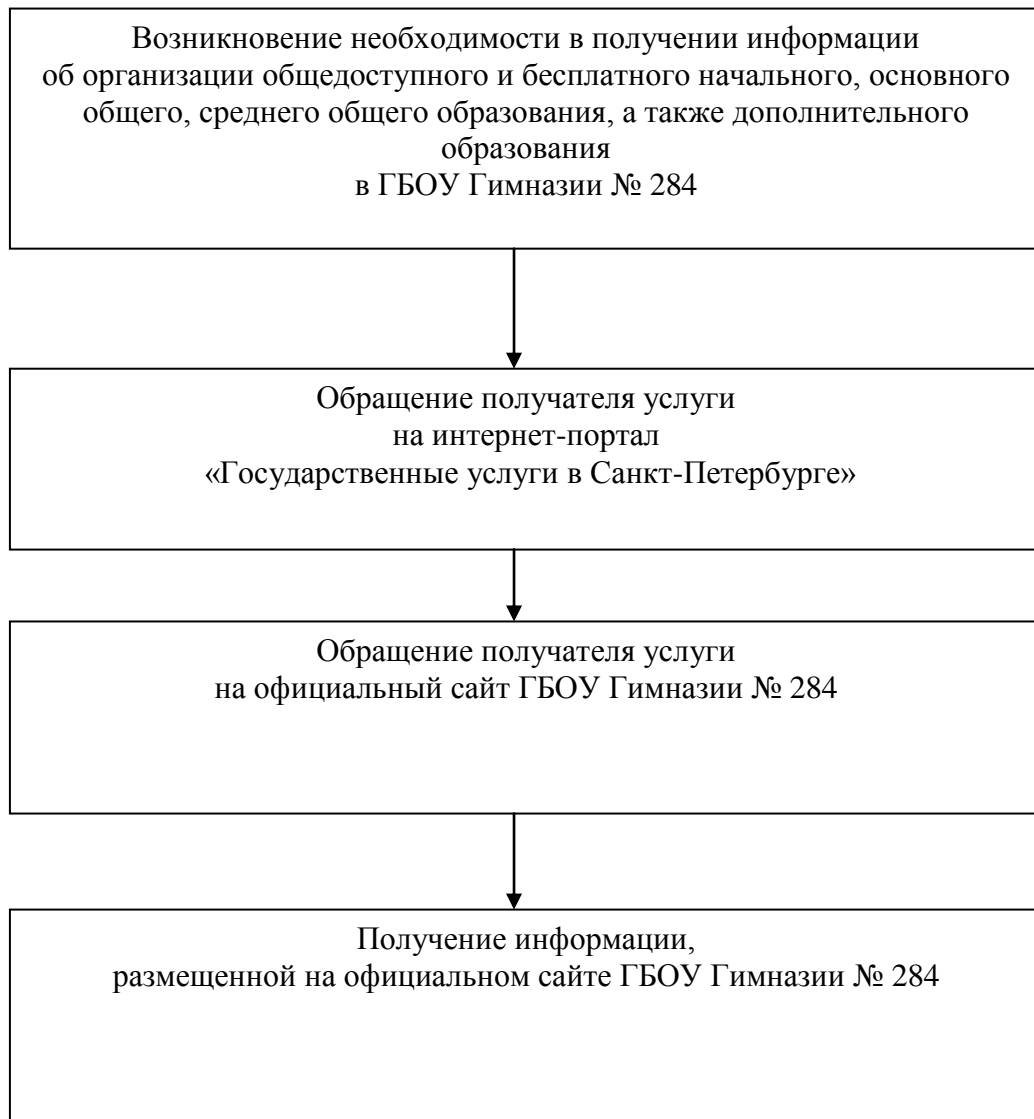 Возникновение необходимости в получении информации
об организации общедоступного и бесплатного начального, основного
общего, среднего общего образования, а также дополнительного
образования
в ГБОУ Гимназии № 284
Обращение получателя услуги
на интернет-портал
«Государственные услуги в Санкт-Петербурге»
Обращение получателя услуги
на официальный сайт ГБОУ Гимназии № 284
Получение информации,
размещенной на официальном сайте ГБОУ Гимназии № 284